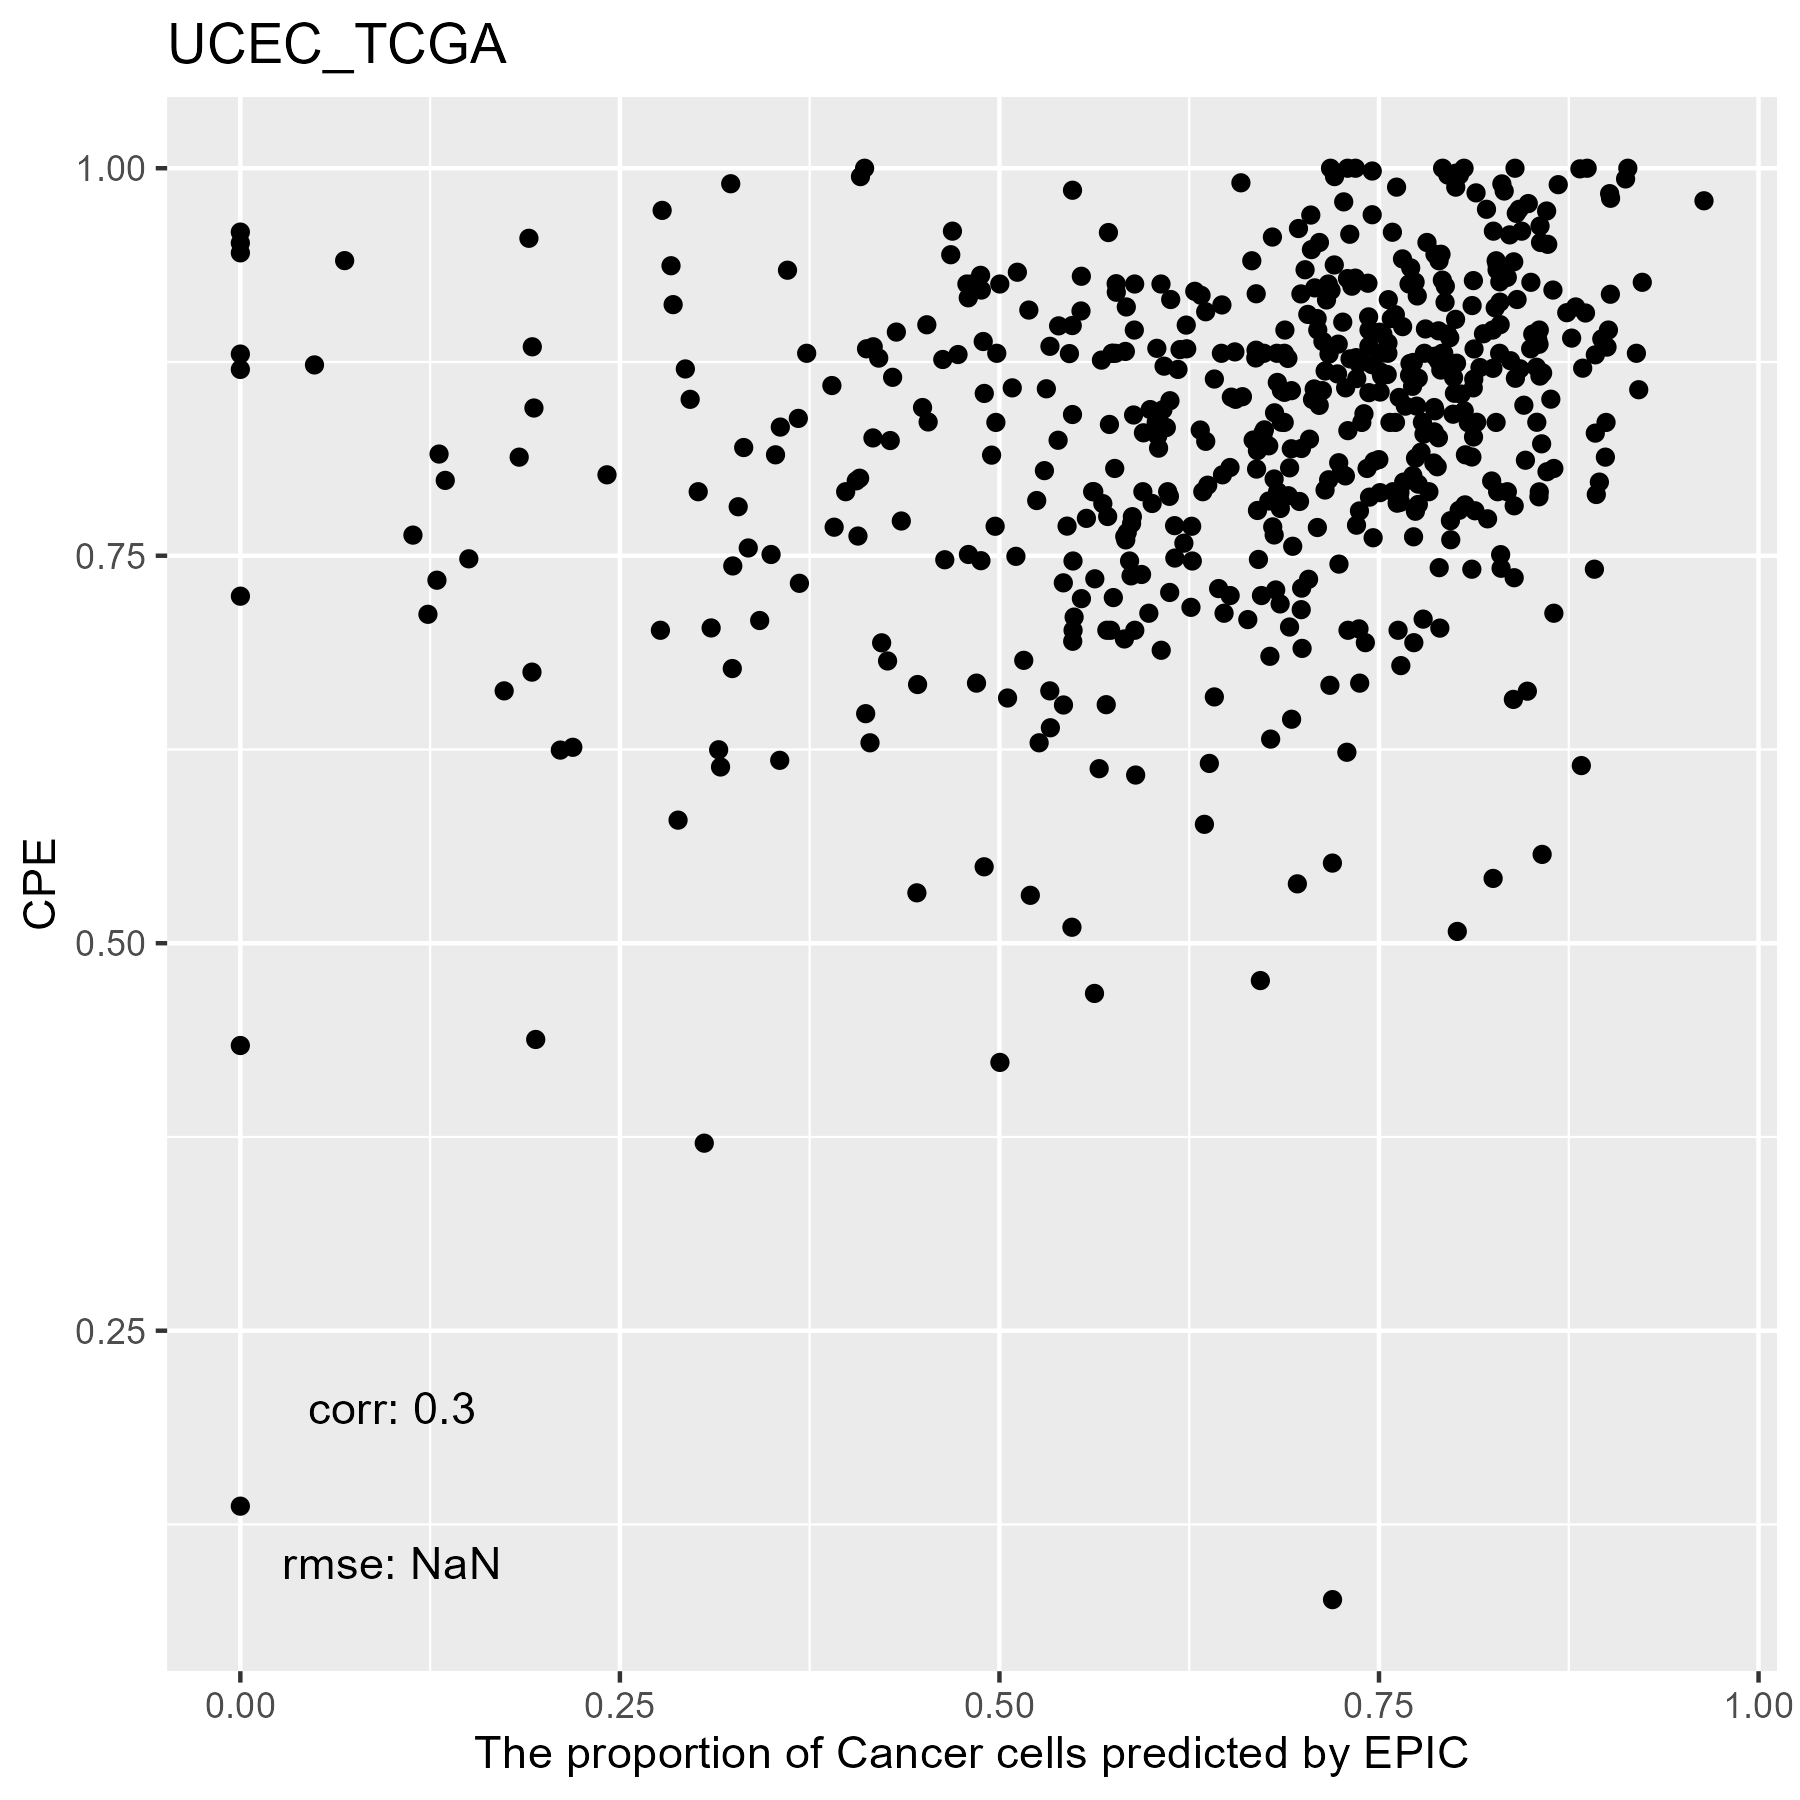 UCEC_TCGA
1.00
0.75
0.50
0.25
CPE
corr: 0.3
rmse: NaN
0.00 0.25 0.50 0.75 1.00
The proportion of Cancer cells predicted by EPIC